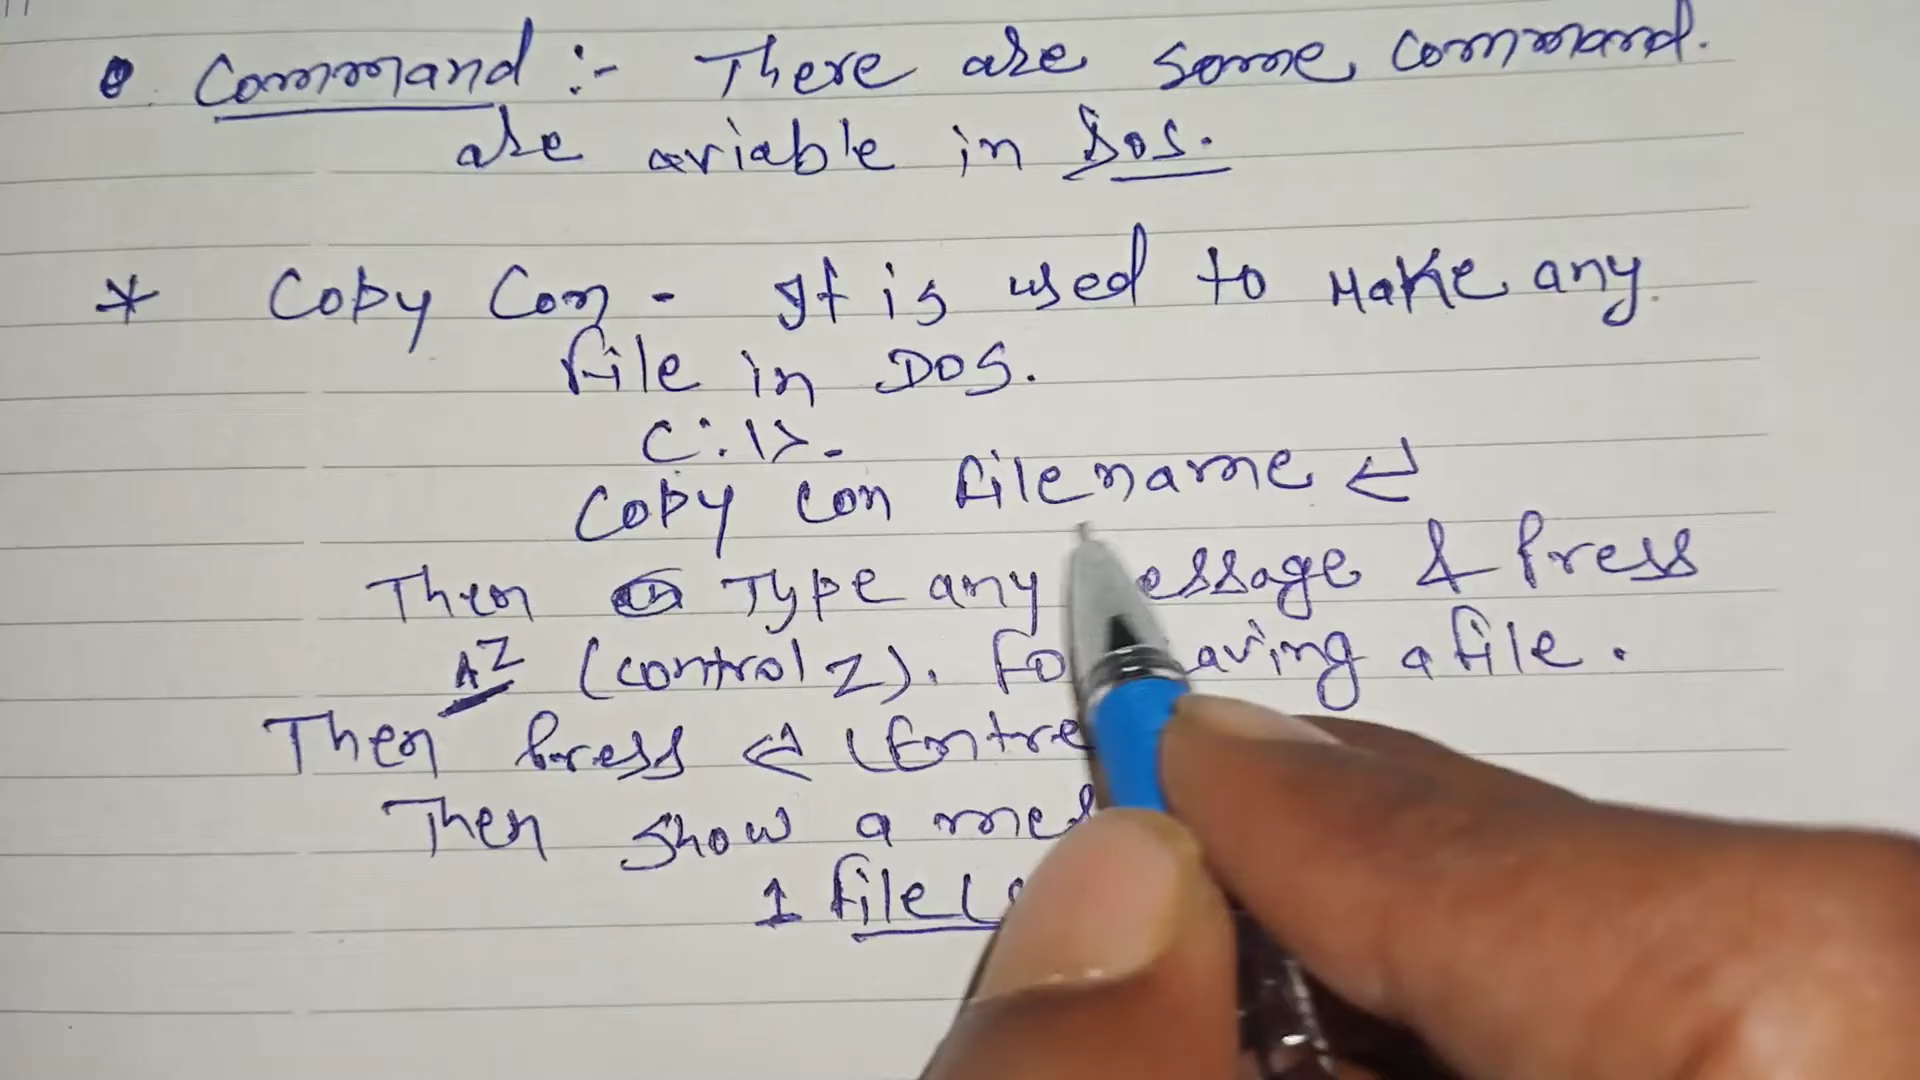 Command :- There are some command.
are avriable in DOS.
* Copy Con - It is used to Make any
file in DOS.
C:\>-
Copy con filename ↵
Then Type any essage & Press
^Z (control z). Fo aving a file.
Then Press ↵ (Entre
Then show a mes
1 file(s